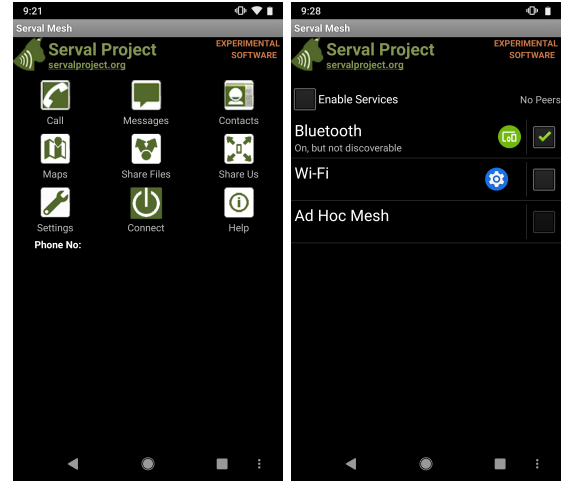 9:21
Serval Mesh
Serval Project
servalproject.org
EXPERIMENTAL
SOFTWARE
Call
Messages
Contacts
Maps
Share Files
Share Us
Settings
Connect
Help
Phone No:
9:28
Serval Mesh
Serval Project
servalproject.org
EXPERIMENTAL
SOFTWARE
Enable Services
No Peers
Bluetooth
On, but not discoverable
Wi-Fi
Ad Hoc Mesh